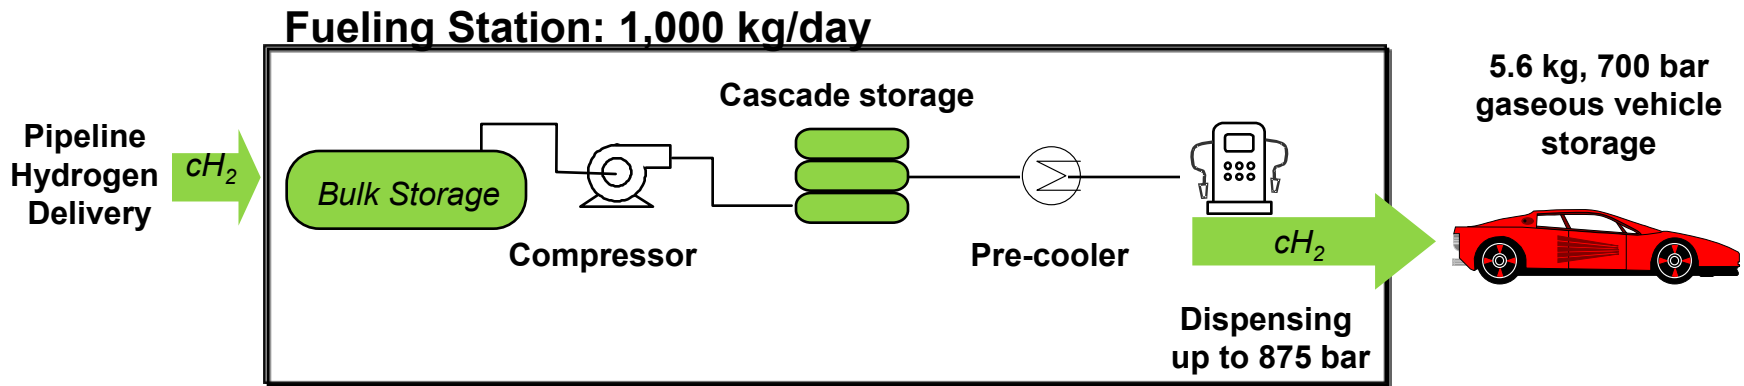 Fueling Station: 1,000 kg/day
Pipeline
Hydrogen
Delivery
cH₂
Bulk Storage
Compressor
Cascade storage
Pre-cooler
cH₂
Dispensing
up to 875 bar
5.6 kg, 700 bar
gaseous vehicle
storage